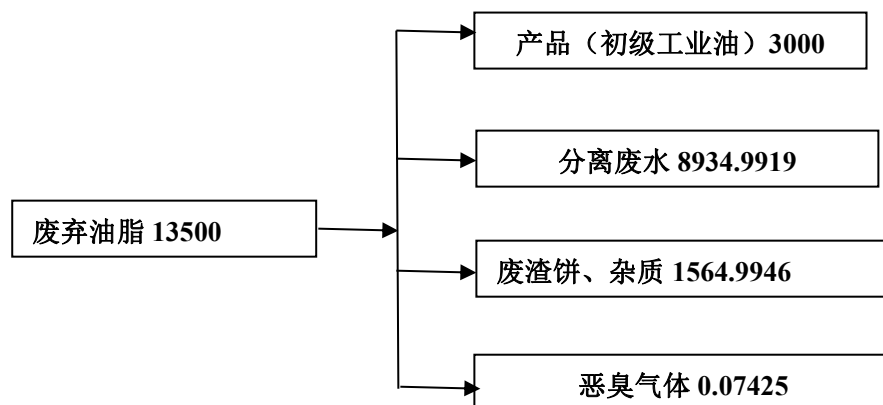 产品（初级工业油）3000
分离废水 8934.9919
废弃油脂 13500
废渣饼、杂质 1564.9946
恶臭气体 0.07425